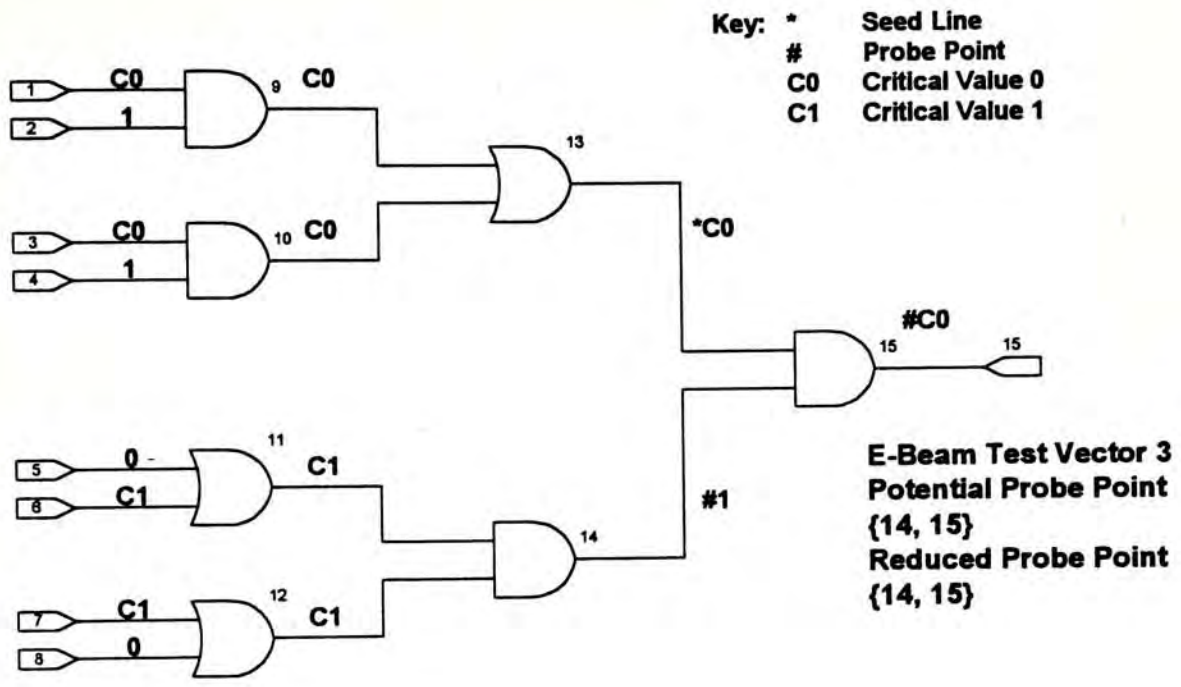 Key: * Seed Line
# Probe Point
C0 Critical Value 0
C1 Critical Value 1
1 C0
2 1
9 C0
3 C0
4 1
10 C0
13
*C0
#C0
15 15
5 0
6 C1
11 C1
7 C1
8 0
12 C1
14
#1
E-Beam Test Vector 3
Potential Probe Point
{14, 15}
Reduced Probe Point
{14, 15}